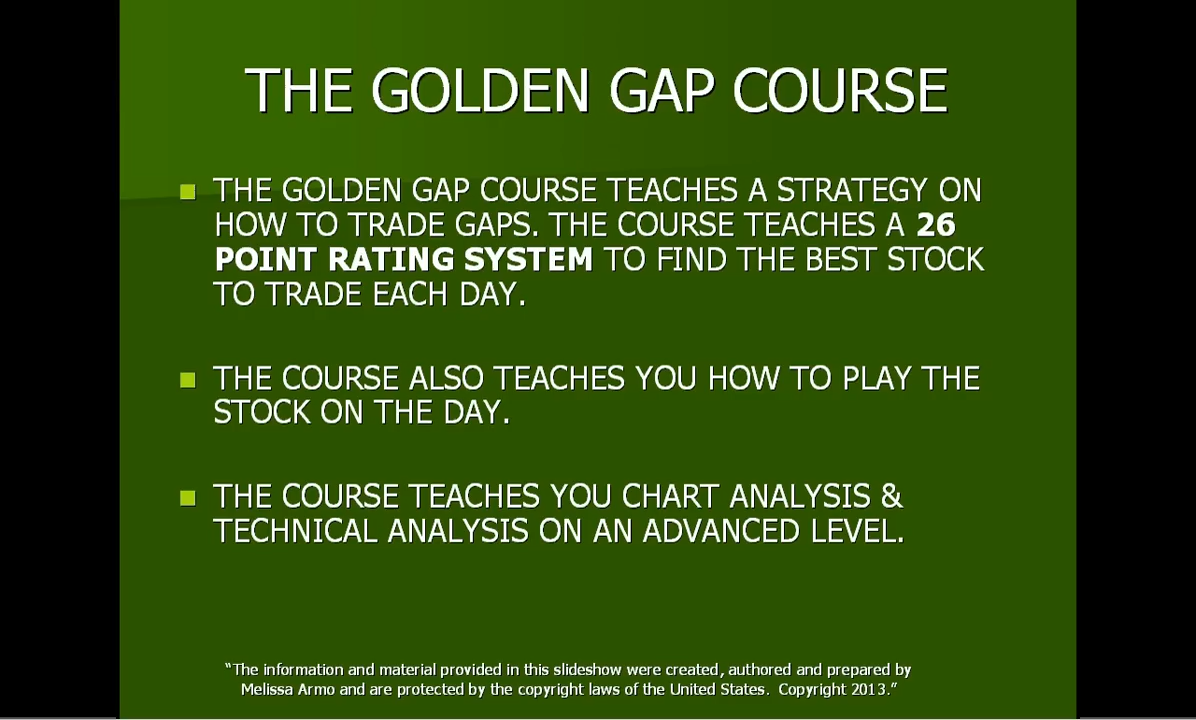 THE GOLDEN GAP COURSE
THE GOLDEN GAP COURSE TEACHES A STRATEGY ON
HOW TO TRADE GAPS. THE COURSE TEACHES A 26
POINT RATING SYSTEM TO FIND THE BEST STOCK
TO TRADE EACH DAY.
THE COURSE ALSO TEACHES YOU HOW TO PLAY THE
STOCK ON THE DAY.
THE COURSE TEACHES YOU CHART ANALYSIS &
TECHNICAL ANALYSIS ON AN ADVANCED LEVEL.
“The information and material provided in this slideshow were created, authored and prepared by
Melissa Armo and are protected by the copyright laws of the United States.  Copyright 2013.”